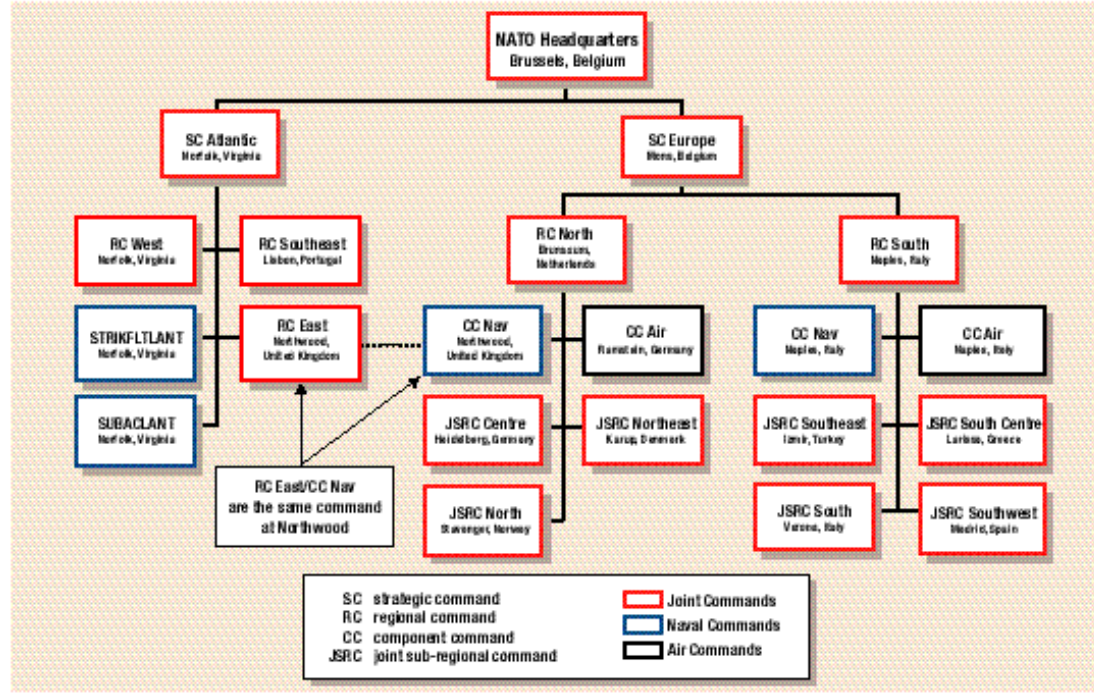 NATO Headquarters
Brussels, Belgium
SC Atlantic
Norfolk, Virginia
SC Europe
Mons, Belgium
RC West
Norfolk, Virginia
RC Southeast
Lisbon, Portugal
RC North
Brunssum,
Netherlands
RC South
Naples, Italy
STRIKFLTLANT
Norfolk, Virginia
RC East
Northwood,
United Kingdom
CC Nav
Northwood,
United Kingdom
CC Air
Ramstein, Germany
CC Nav
Naples, Italy
CC Air
Naples, Italy
SUBACLANT
Norfolk, Virginia
JSRC Centre
Heidelberg, Germany
JSRC Northeast
Karup, Denmark
JSRC Southeast
Izmir, Turkey
JSRC South Centre
Larissa, Greece
RC East/CC Nav
are the same command
at Northwood
JSRC North
Stavanger, Norway
JSRC South
Verona, Italy
JSRC Southwest
Madrid, Spain
SC strategic command
RC regional command
CC component command
JSRC joint sub-regional command
Joint Commands
Naval Commands
Air Commands